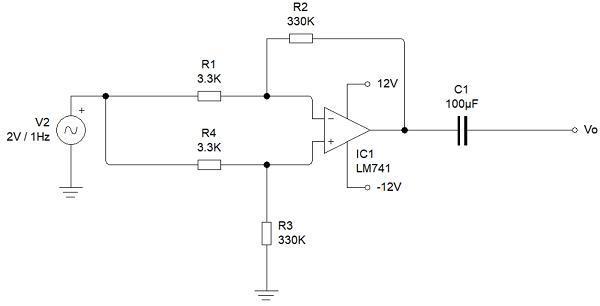 R2
330K
R1
3.3K
12V
C1
100µF
+
V2
2V / 1Hz
−
+
Vo
R4
3.3K
IC1
LM741
-12V
R3
330K